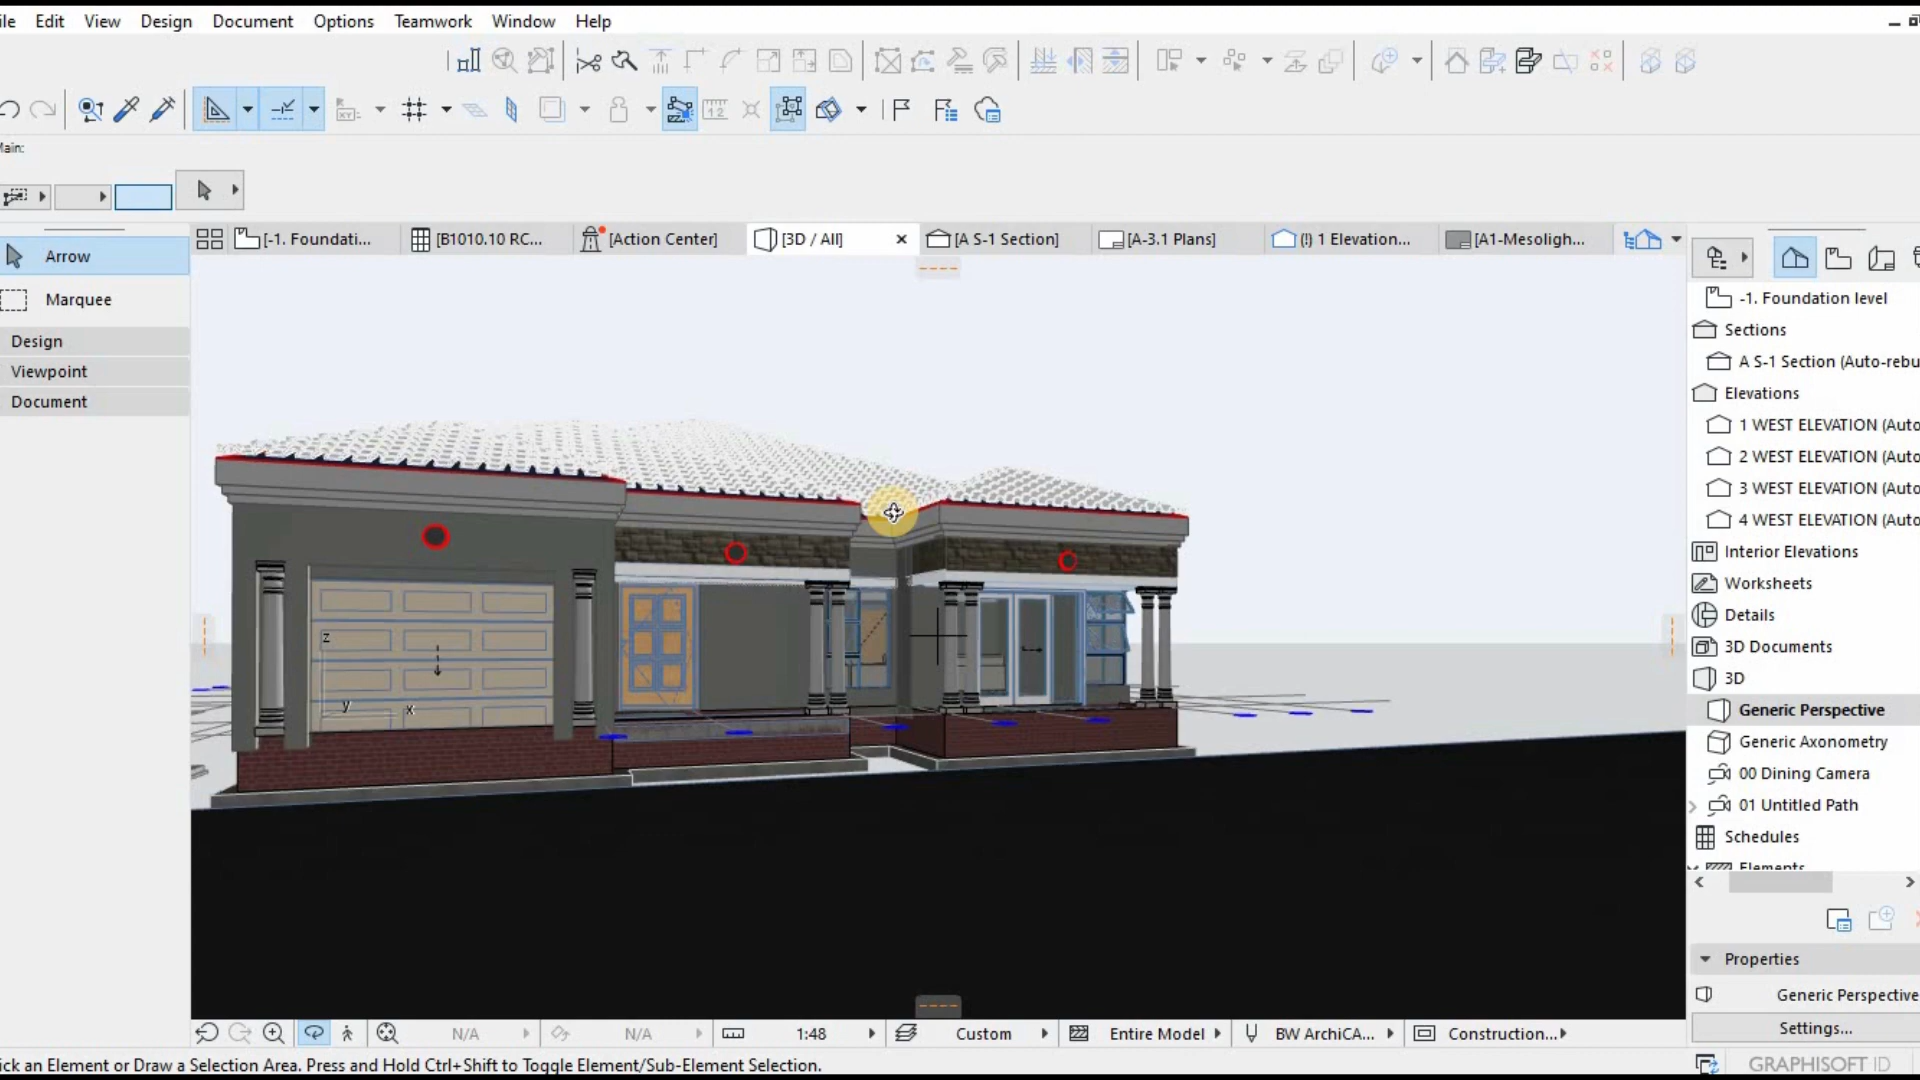 ile Edit View Design Document Options Teamwork Window Help
Main:
Arrow
Marquee
Design
Viewpoint
Document
[-1. Foundati... [B1010.10 RC... [Action Center] [3D / All] [A S-1 Section] [A-3.1 Plans] (!) 1 Elevation... [A1-Mesoligh...
z
y x
-1. Foundation level
Sections
A S-1 Section (Auto-rebu
Elevations
1 WEST ELEVATION (Auto
2 WEST ELEVATION (Auto
3 WEST ELEVATION (Auto
4 WEST ELEVATION (Auto
Interior Elevations
Worksheets
Details
3D Documents
3D
Generic Perspective
Generic Axonometry
00 Dining Camera
01 Untitled Path
Schedules
Elements
Properties
Generic Perspective
Settings...
N/A N/A 1:48 Custom Entire Model BW ArchiCA... Construction...
ick an Element or Draw a Selection Area. Press and Hold Ctrl+Shift to Toggle Element/Sub-Element Selection.
GRAPHISOFT ID